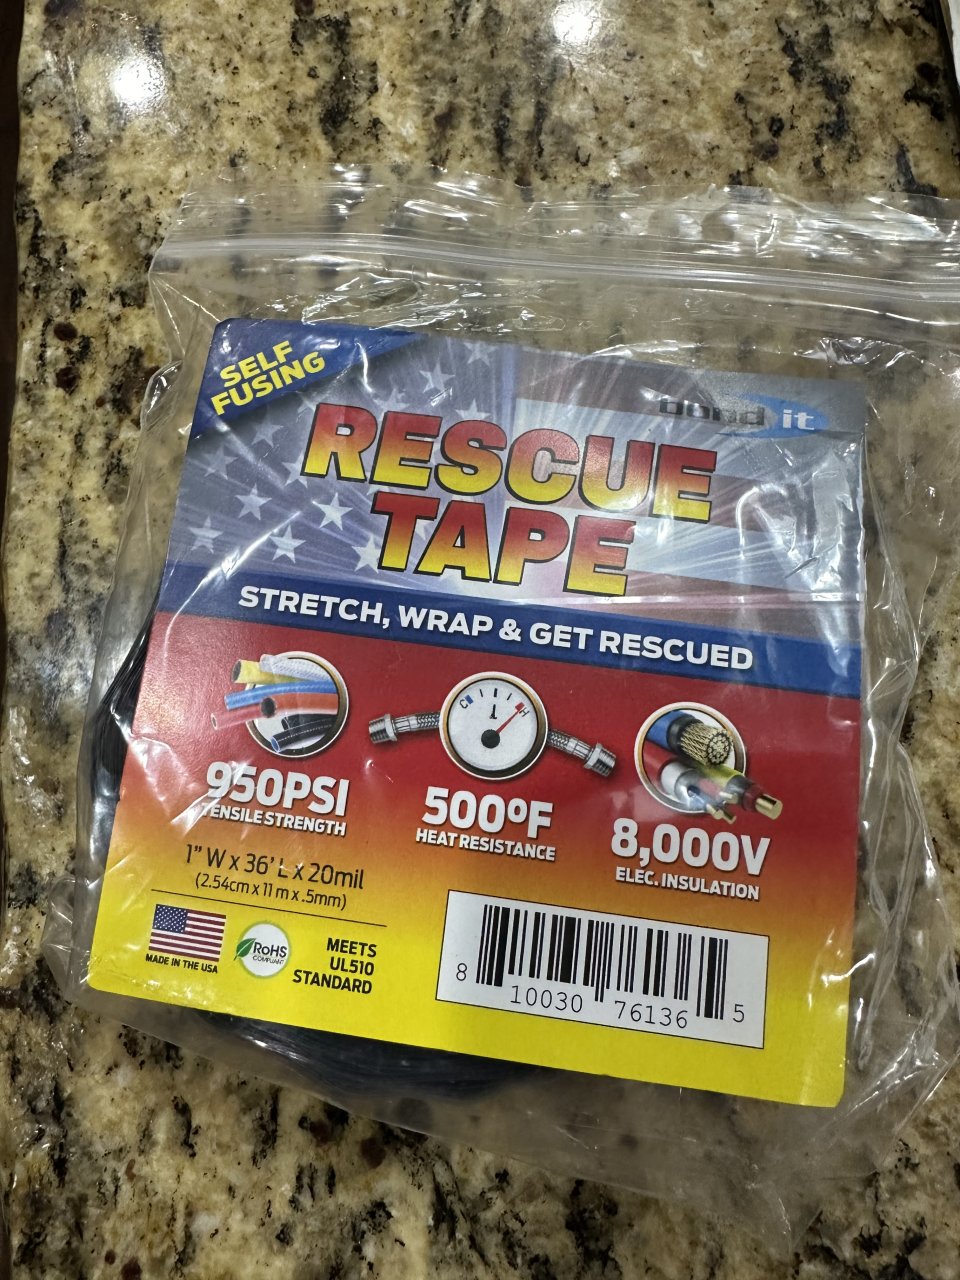 SELF
FUSING
bond it
RESCUE
TAPE
STRETCH, WRAP & GET RESCUED
C H
950PSI
TENSILE STRENGTH
500ºF
HEAT RESISTANCE
8,000V
ELEC. INSULATION
1" W x 36' L x 20mil
(2.54cm x 11 m x .5mm)
MADE IN THE USA
RoHS
COMPLIANT
MEETS
UL510
STANDARD
8 10030 76136 5